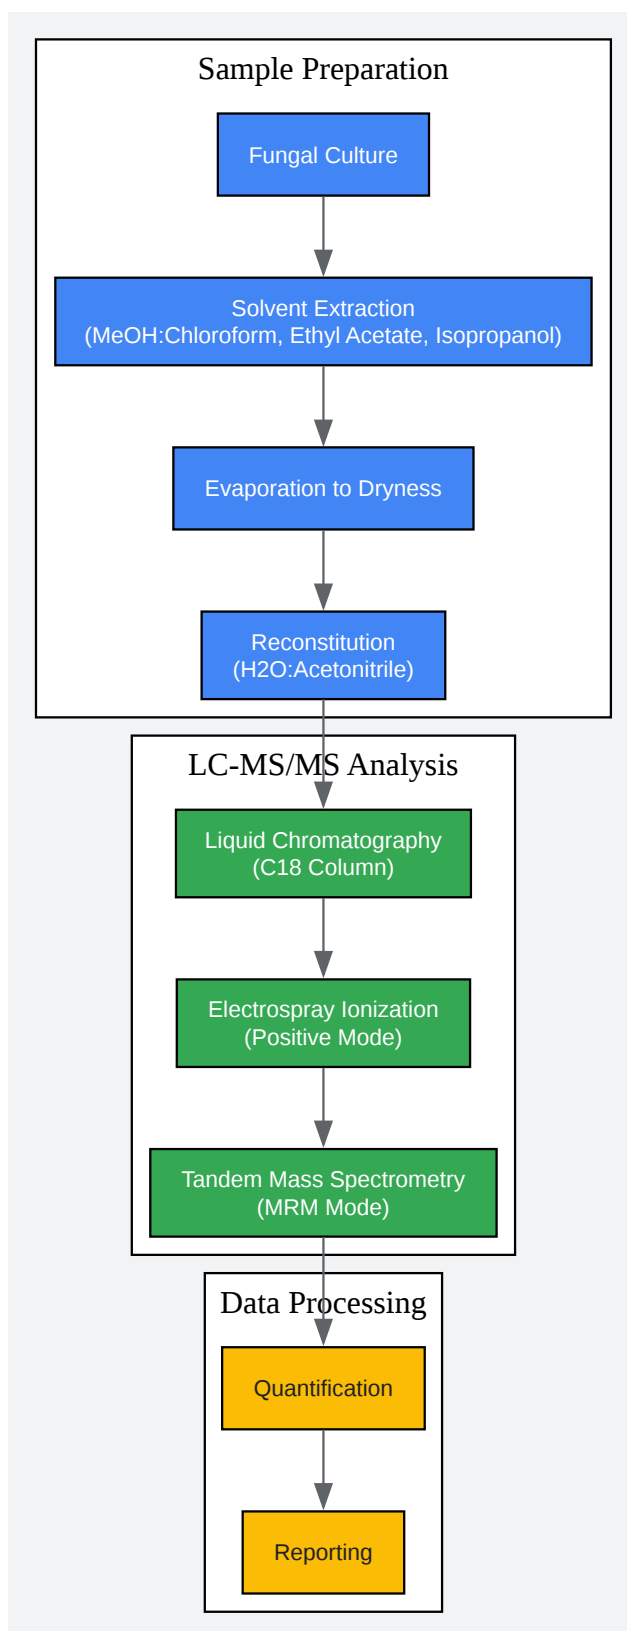 Sample Preparation
Fungal Culture
Solvent Extraction
(MeOH:Chloroform, Ethyl Acetate, Isopropanol)
Evaporation to Dryness
Reconstitution
(H2O:Acetonitrile)
LC-MS/MS Analysis
Liquid Chromatography
(C18 Column)
Electrospray Ionization
(Positive Mode)
Tandem Mass Spectrometry
(MRM Mode)
Data Processing
Quantification
Reporting